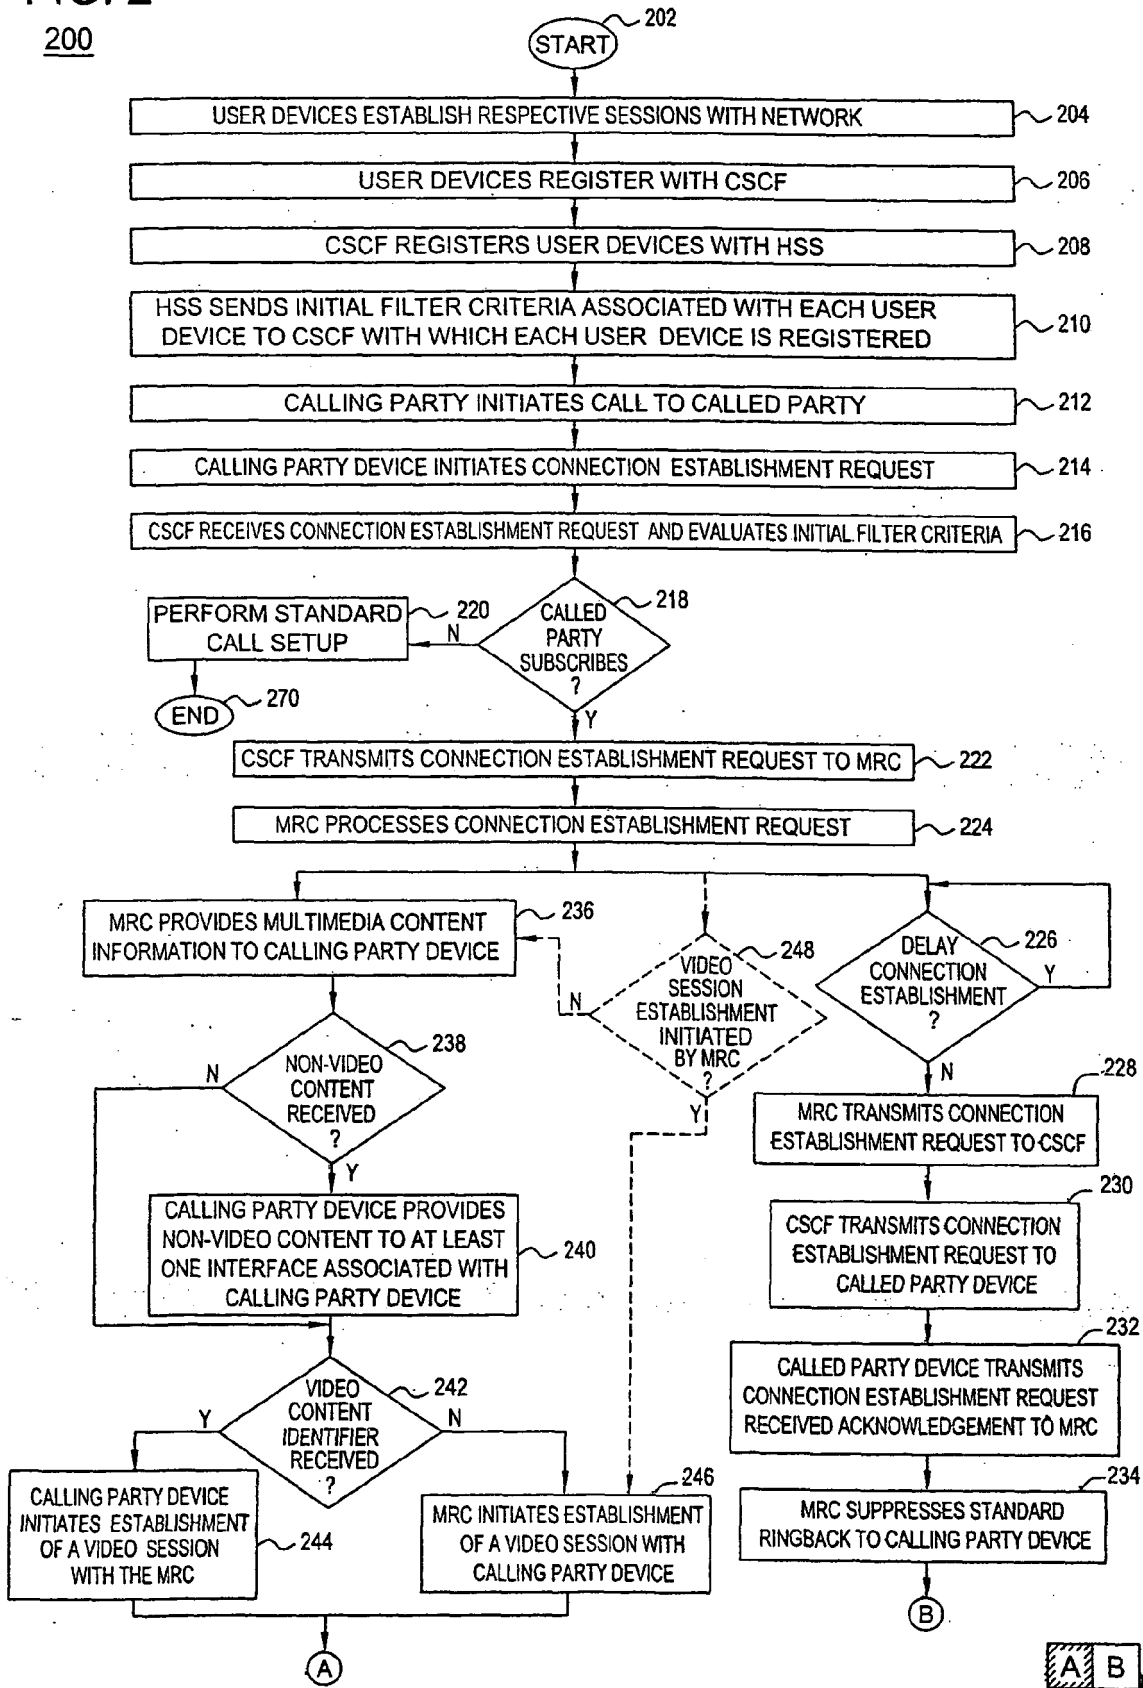 200
START
202
USER DEVICES ESTABLISH RESPECTIVE SESSIONS WITH NETWORK
204
USER DEVICES REGISTER WITH CSCF
206
CSCF REGISTERS USER DEVICES WITH HSS
208
HSS SENDS INITIAL FILTER CRITERIA ASSOCIATED WITH EACH USER
DEVICE TO CSCF WITH WHICH EACH USER DEVICE IS REGISTERED
210
CALLING PARTY INITIATES CALL TO CALLED PARTY
212
CALLING PARTY DEVICE INITIATES CONNECTION ESTABLISHMENT REQUEST
214
CSCF RECEIVES CONNECTION ESTABLISHMENT REQUEST AND EVALUATES INITIAL FILTER CRITERIA
216
CALLED
PARTY
SUBSCRIBES
?
218
N
Y
PERFORM STANDARD
CALL SETUP
220
END
270
CSCF TRANSMITS CONNECTION ESTABLISHMENT REQUEST TO MRC
222
MRC PROCESSES CONNECTION ESTABLISHMENT REQUEST
224
MRC PROVIDES MULTIMEDIA CONTENT
INFORMATION TO CALLING PARTY DEVICE
236
VIDEO
SESSION
ESTABLISHMENT
INITIATED
BY MRC
?
248
N
Y
DELAY
CONNECTION
ESTABLISHMENT
?
226
Y
N
NON-VIDEO
CONTENT
RECEIVED
?
238
N
Y
MRC TRANSMITS CONNECTION
ESTABLISHMENT REQUEST TO CSCF
228
CALLING PARTY DEVICE PROVIDES
NON-VIDEO CONTENT TO AT LEAST
ONE INTERFACE ASSOCIATED WITH
CALLING PARTY DEVICE
240
CSCF TRANSMITS CONNECTION
ESTABLISHMENT REQUEST TO
CALLED PARTY DEVICE
230
VIDEO
CONTENT
IDENTIFIER
RECEIVED
?
242
Y
N
CALLED PARTY DEVICE TRANSMITS
CONNECTION ESTABLISHMENT REQUEST
RECEIVED ACKNOWLEDGEMENT TO MRC
232
CALLING PARTY DEVICE
INITIATES ESTABLISHMENT
OF A VIDEO SESSION
WITH THE MRC
244
MRC INITIATES ESTABLISHMENT
OF A VIDEO SESSION WITH
CALLING PARTY DEVICE
246
MRC SUPPRESSES STANDARD
RINGBACK TO CALLING PARTY DEVICE
234
A
B
A B